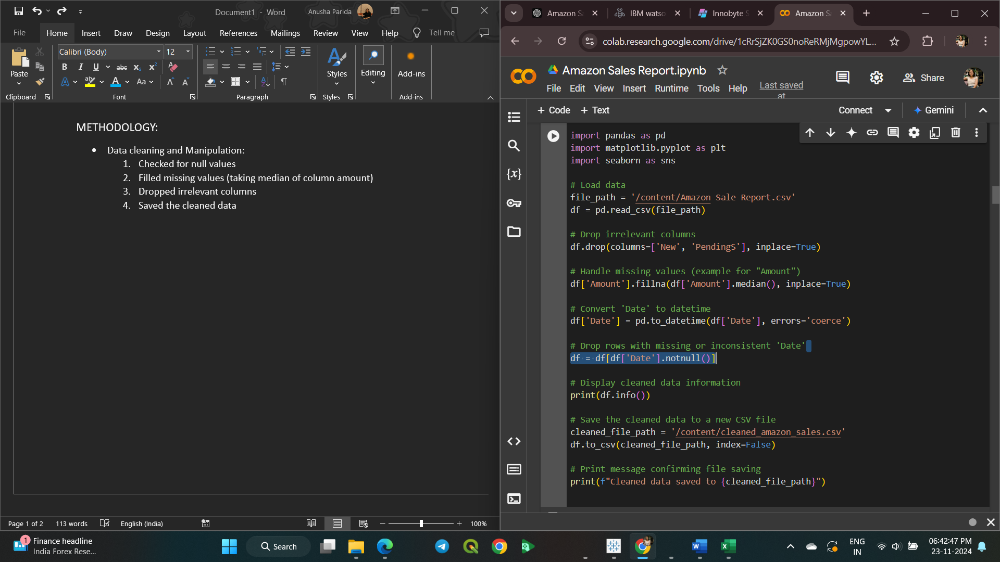 Document1 - Word
Anusha Parida
File Home Insert Draw Design Layout References Mailings Review View Help Tell me
Paste
Calibri (Body) 12
B I U abc x₂ x²
A A Aa A A
Styles
Editing
Add-ins
Clipboard Font Paragraph Styles Add-ins
METHODOLOGY:
• Data cleaning and Manipulation:
1. Checked for null values
2. Filled missing values (taking median of column amount)
3. Dropped irrelevant columns
4. Saved the cleaned data
Page 1 of 2 113 words English (India) 100%
Amazon S
IBM watso
Innobyte S
Amazon S
colab.research.google.com/drive/1cRrSjZK0GS0noReRMjMgpowYL...
Amazon Sales Report.ipynb
File Edit View Insert Runtime Tools Help Last saved at
Share
+ Code + Text
Connect
Gemini
import pandas as pd
import matplotlib.pyplot as plt
import seaborn as sns
# Load data
file_path = '/content/Amazon Sale Report.csv'
df = pd.read_csv(file_path)
# Drop irrelevant columns
df.drop(columns=['New', 'PendingS'], inplace=True)
# Handle missing values (example for "Amount")
df['Amount'].fillna(df['Amount'].median(), inplace=True)
# Convert 'Date' to datetime
df['Date'] = pd.to_datetime(df['Date'], errors='coerce')
# Drop rows with missing or inconsistent 'Date'
df = df[df['Date'].notnull()]
# Display cleaned data information
print(df.info())
# Save the cleaned data to a new CSV file
cleaned_file_path = '/content/cleaned_amazon_sales.csv'
df.to_csv(cleaned_file_path, index=False)
# Print message confirming file saving
print(f"Cleaned data saved to {cleaned_file_path}")
{x}
1
Finance headline
India Forex Rese...
Search
ENG
IN
06:42:47 PM
23-11-2024